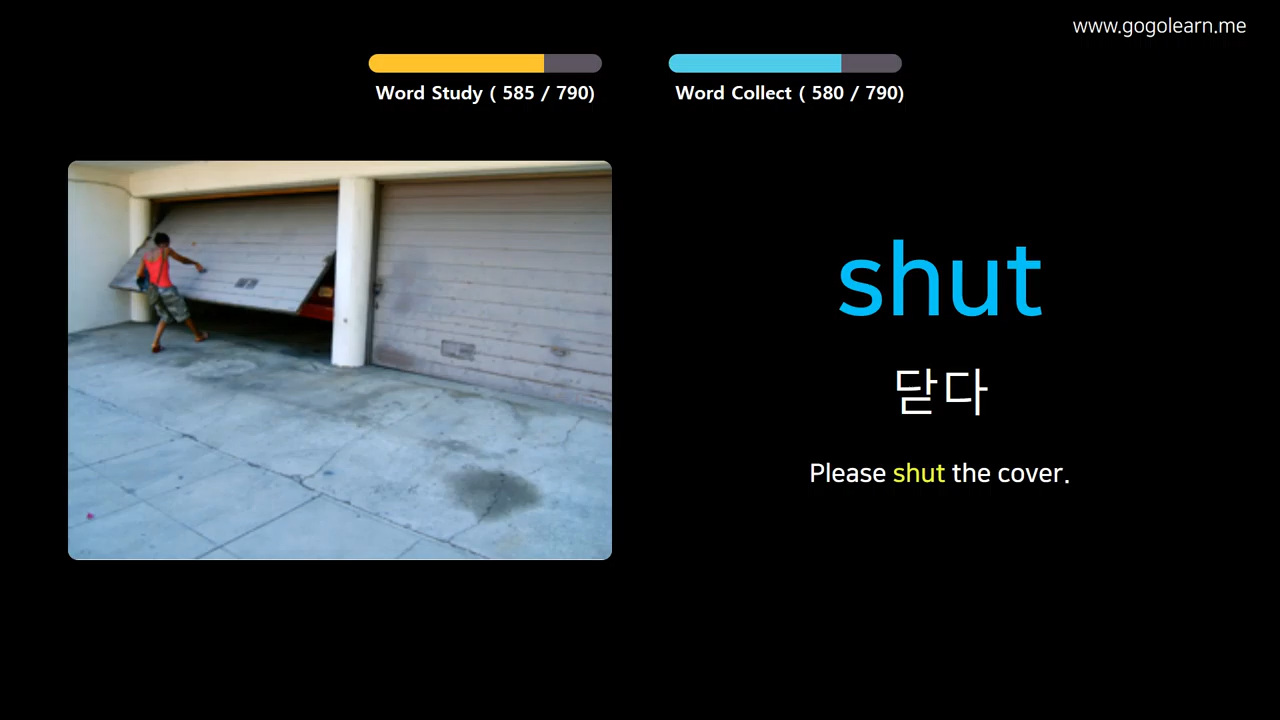 www.gogolearn.me
Word Study ( 585 / 790)
Word Collect ( 580 / 790)
shut
닫다
Please shut the cover.